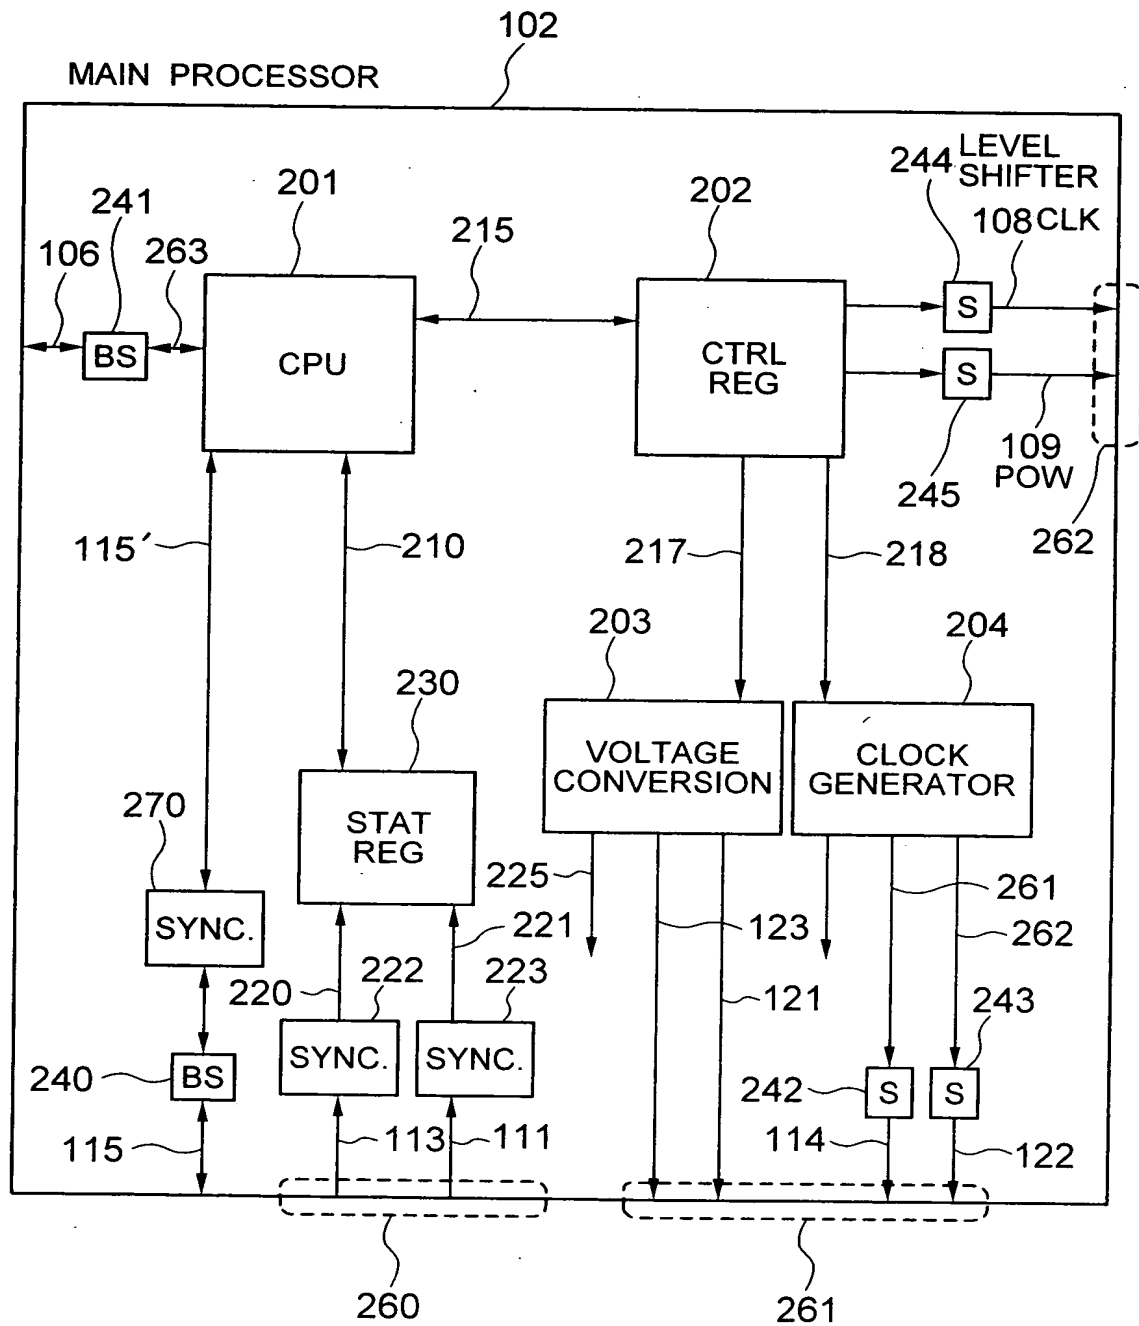 102
MAIN PROCESSOR
244 LEVEL
SHIFTER
201
202
241
215
108 CLK
106
263
S
BS
CPU
CTRL
REG
S
109
POW
245
262
115′
210
217
218
203
204
230
VOLTAGE
CONVERSION
CLOCK
GENERATOR
270
STAT
REG
225
261
SYNC.
221
123
262
220
222
223
121
243
SYNC.
SYNC.
240
BS
242
S
S
115
113
111
114
122
260
261